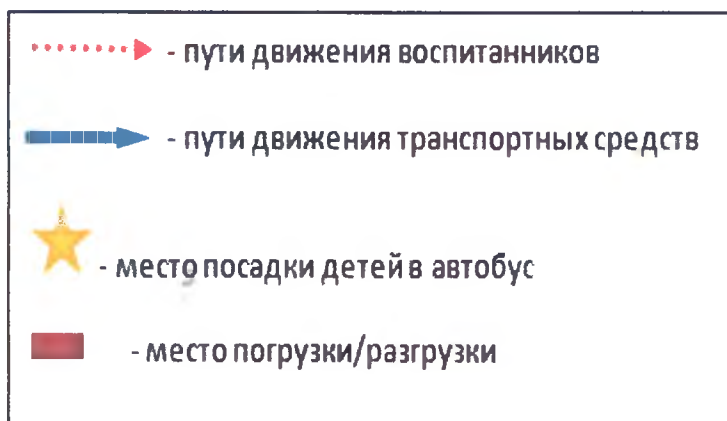 - пути движения воспитанников
- пути движения транспортных средств
- место посадки детей в автобус
- место погрузки/разгрузки